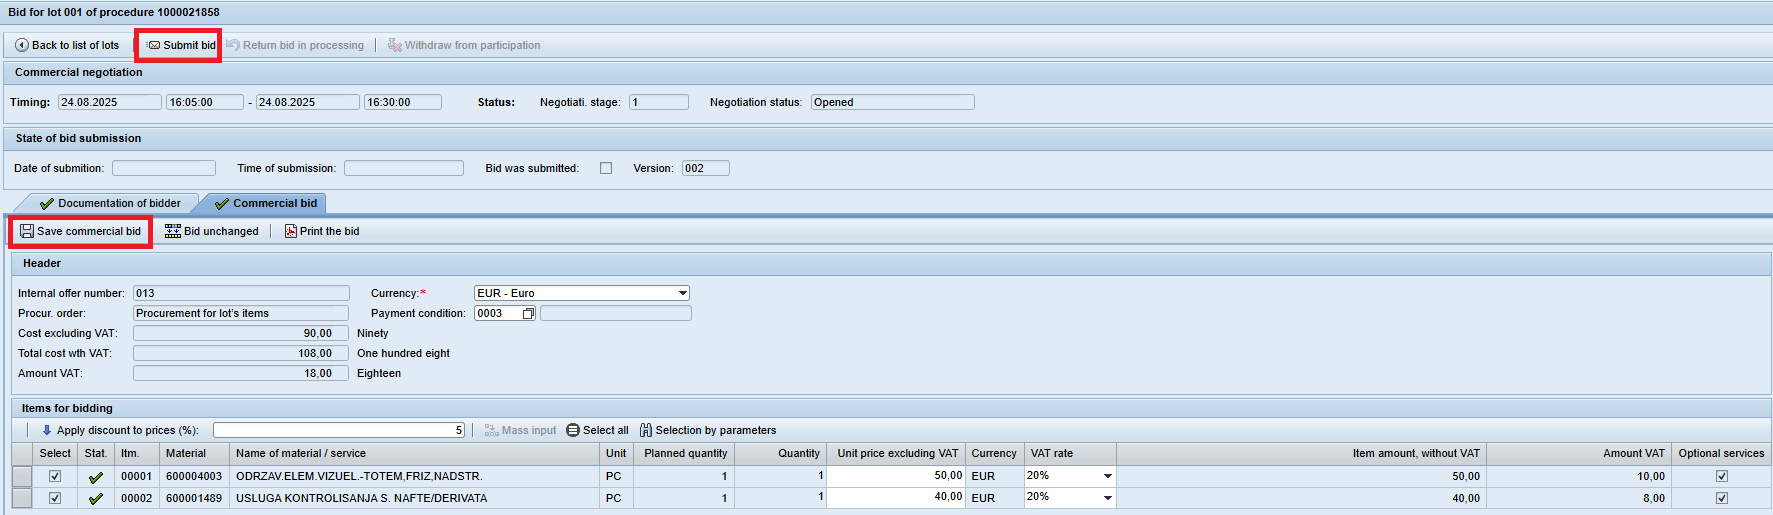 Bid for lot 001 of procedure 1000021858
Back to list of lots Submit bid Return bid in processing Withdraw from participation
Commercial negotiation
Timing: 24.08.2025 16:05:00 - 24.08.2025 16:30:00 Status: Negotiati. stage: 1 Negotiation status: Opened
State of bid submission
Date of submition: Time of submission: Bid was submitted: Version: 002
Documentation of bidder Commercial bid
Save commercial bid Bid unchanged Print the bid
Header
Internal offer number: 013 Currency:* EUR - Euro
Procur. order: Procurement for lot's items Payment condition: 0003
Cost excluding VAT: 90,00 Ninety
Total cost wth VAT: 108,00 One hundred eight
Amount VAT: 18,00 Eighteen
Items for bidding
Apply discount to prices (%): 5 Mass input Select all Selection by parameters
Select Stat. Itm. Material Name of material / service Unit Planned quantity Quantity Unit price excluding VAT Currency VAT rate Item amount, without VAT Amount VAT Optional services
00001 600004003 ODRZAV.ELEM.VIZUEL.-TOTEM,FRIZ,NADSTR. PC 1 1 50,00 EUR 20% 50,00 10,00
00002 600001489 USLUGA KONTROLISANJA S. NAFTE/DERIVATA PC 1 1 40,00 EUR 20% 40,00 8,00